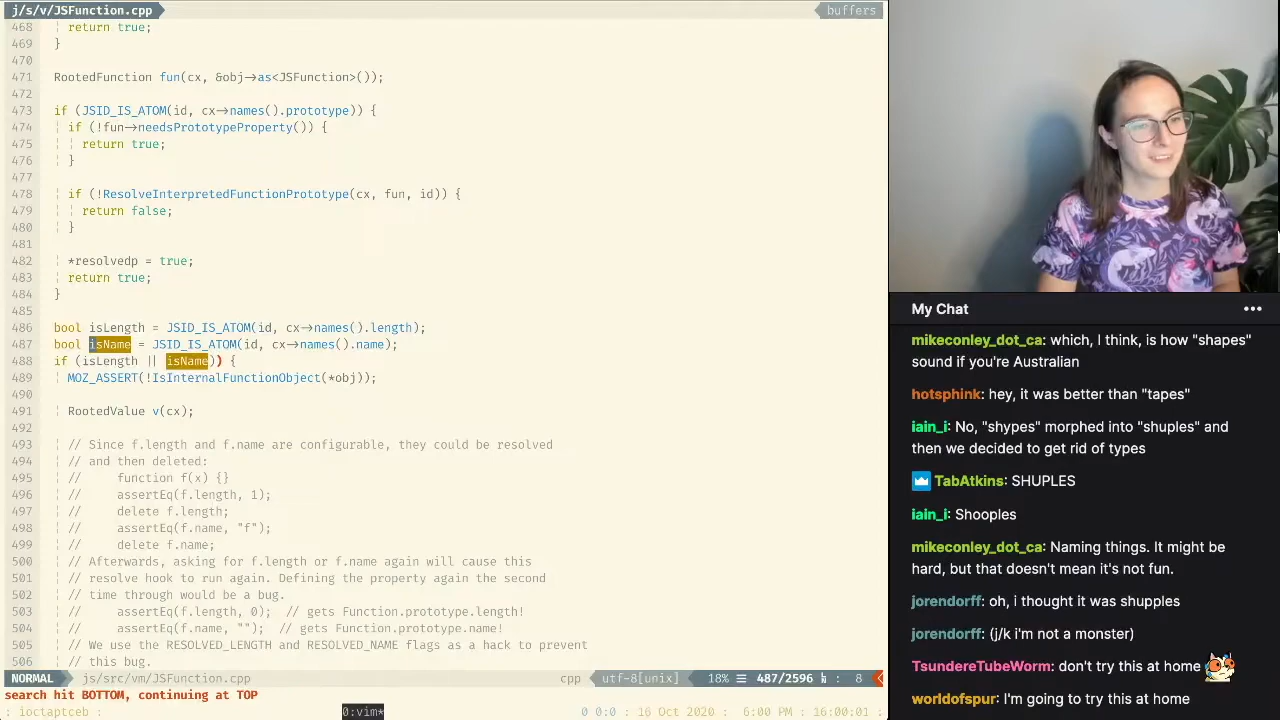 j/s/v/JSFunction.cpp
buffers
468 return true;
469 }
470
471 RootedFunction fun(cx, &obj->as<JSFunction>());
472
473 if (JSID_IS_ATOM(id, cx->names().prototype)) {
474 if (!fun->needsPrototypeProperty()) {
475 return true;
476 }
477
478 if (!ResolveInterpretedFunctionPrototype(cx, fun, id)) {
479 return false;
480 }
481
482 *resolvedp = true;
483 return true;
484 }
485
486 bool isLength = JSID_IS_ATOM(id, cx->names().length);
487 bool isName = JSID_IS_ATOM(id, cx->names().name);
488 if (isLength || isName)) {
489 MOZ_ASSERT(!IsInternalFunctionObject(*obj));
490
491 RootedValue v(cx);
492
493 // Since f.length and f.name are configurable, they could be resolved
494 // and then deleted:
495 // function f(x) {}
496 // assertEq(f.length, 1);
497 // delete f.length;
498 // assertEq(f.name, "f");
499 // delete f.name;
500 // Afterwards, asking for f.length or f.name again will cause this
501 // resolve hook to run again. Defining the property again the second
502 // time through would be a bug.
503 // assertEq(f.length, 0); // gets Function.prototype.length!
504 // assertEq(f.name, ""); // gets Function.prototype.name!
505 // We use the RESOLVED_LENGTH and RESOLVED_NAME flags as a hack to prevent
506 // this bug.
NORMAL js/src/vm/JSFunction.cpp cpp utf-8[unix] 18% ☰ 487/2596 : 8
search hit BOTTOM, continuing at TOP
: ioctaptceb : 0:vim* 0 0:0 : 16 Oct 2020 : 6:00 PM : 16:00:01 :
My Chat
mikeconley_dot_ca: which, I think, is how "shapes"
sound if you're Australian
hotsphink: hey, it was better than "tapes"
iain_i: No, "shypes" morphed into "shuples" and
then we decided to get rid of types
TabAtkins: SHUPLES
iain_i: Shooples
mikeconley_dot_ca: Naming things. It might be
hard, but that doesn't mean it's not fun.
jorendorff: oh, i thought it was shupples
jorendorff: (j/k i'm not a monster)
TsundereTubeWorm: don't try this at home
worldofspur: I'm going to try this at home